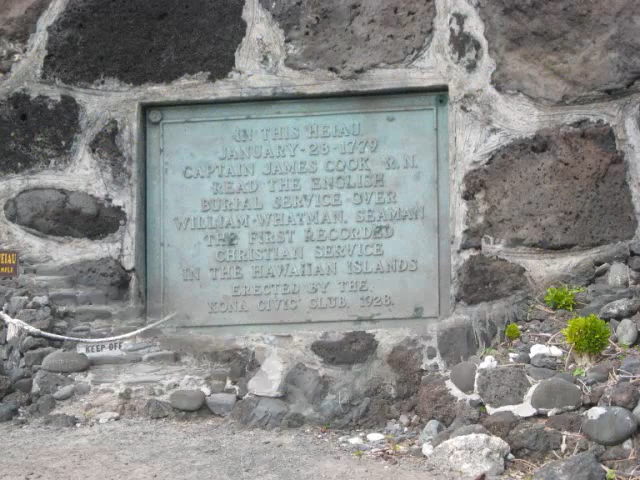 IN THIS HEIAU,
JANUARY-28-1779
CAPTAIN JAMES COOK R.N.
READ THE ENGLISH
BURIAL SERVICE OVER
WILLIAM WHATMAN, SEAMAN
THE FIRST RECORDED
CHRISTIAN SERVICE
IN THE HAWAIIAN ISLANDS
ERECTED BY THE
KONA CIVIC CLUB, 1928.
HEIAU
KEEP OFF